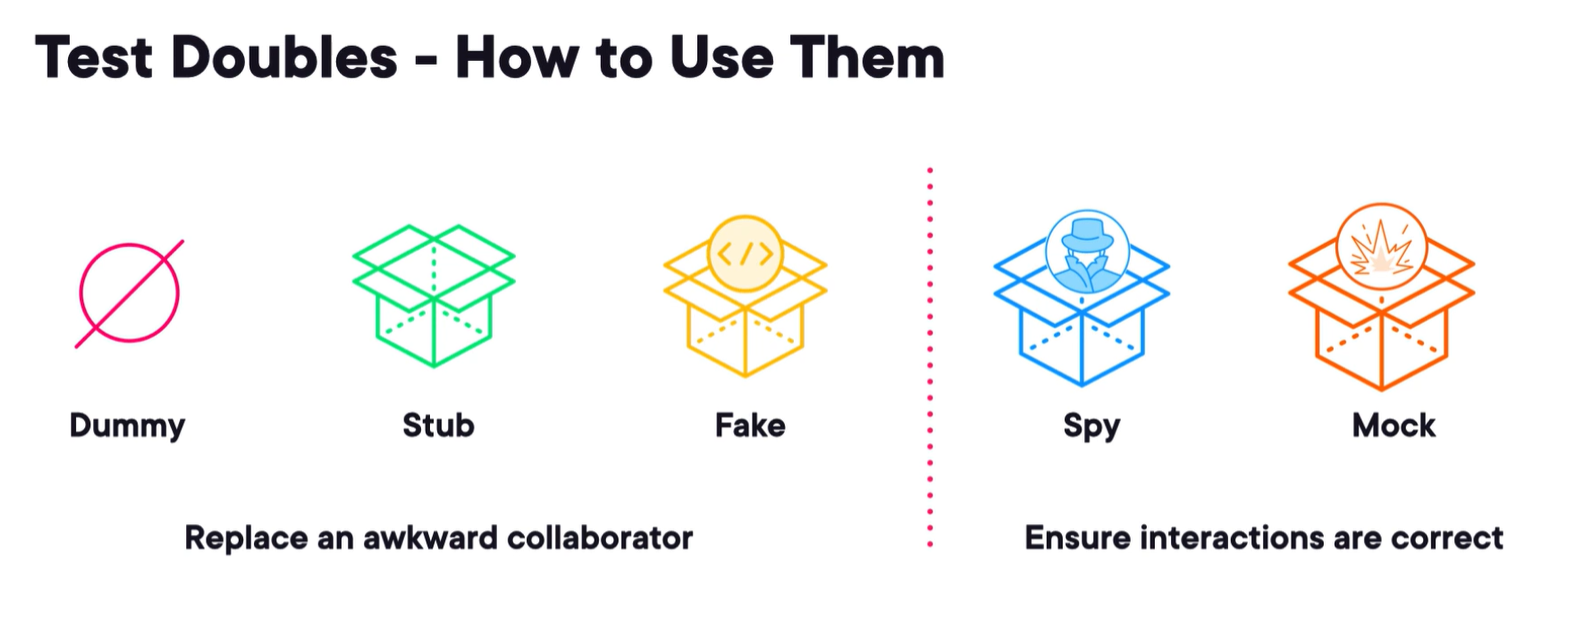 Test Doubles - How to Use Them
</>
Dummy
Stub
Fake
Spy
Mock
Replace an awkward collaborator
Ensure interactions are correct